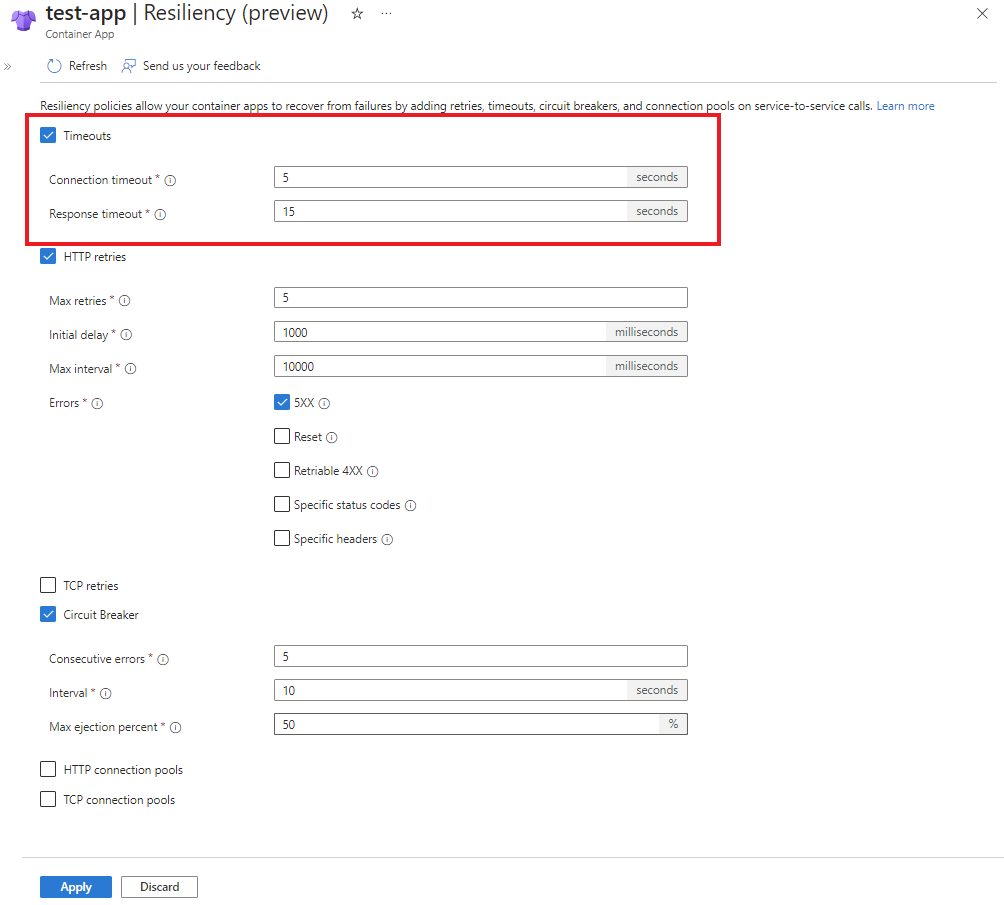 test-app | Resiliency (preview)
Container App
Refresh Send us your feedback
Resiliency policies allow your container apps to recover from failures by adding retries, timeouts, circuit breakers, and connection pools on service-to-service calls. Learn more
Timeouts
Connection timeout * 5 seconds
Response timeout * 15 seconds
HTTP retries
Max retries * 5
Initial delay * 1000 milliseconds
Max interval * 10000 milliseconds
Errors * 5XX
Reset
Retriable 4XX
Specific status codes
Specific headers
TCP retries
Circuit Breaker
Consecutive errors * 5
Interval * 10 seconds
Max ejection percent * 50 %
HTTP connection pools
TCP connection pools
Apply Discard